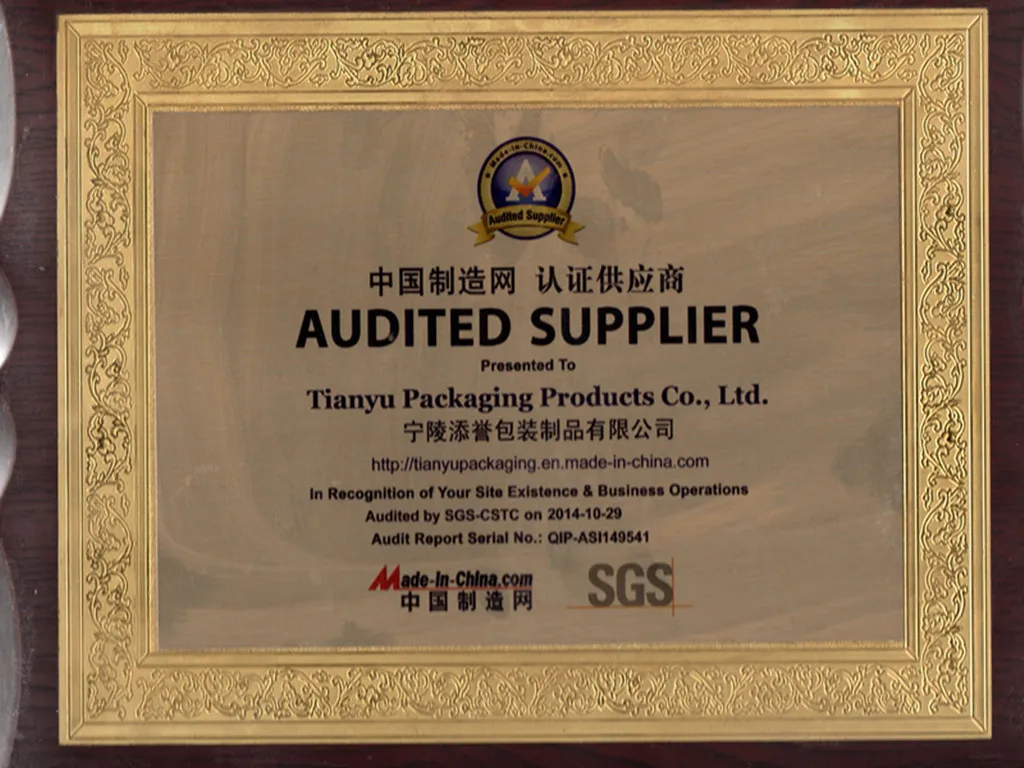 Made-in-China.com
A
Audited Supplier
中国制造网 认证供应商
AUDITED SUPPLIER
Presented To
Tianyu Packaging Products Co., Ltd.
宁陵添誉包装制品有限公司
http://tianyupackaging.en.made-in-china.com
In Recognition of Your Site Existence & Business Operations
Audited by SGS-CSTC on 2014-10-29
Audit Report Serial No.: QIP-ASI149541
Made-In-China.com
中国制造网
SGS